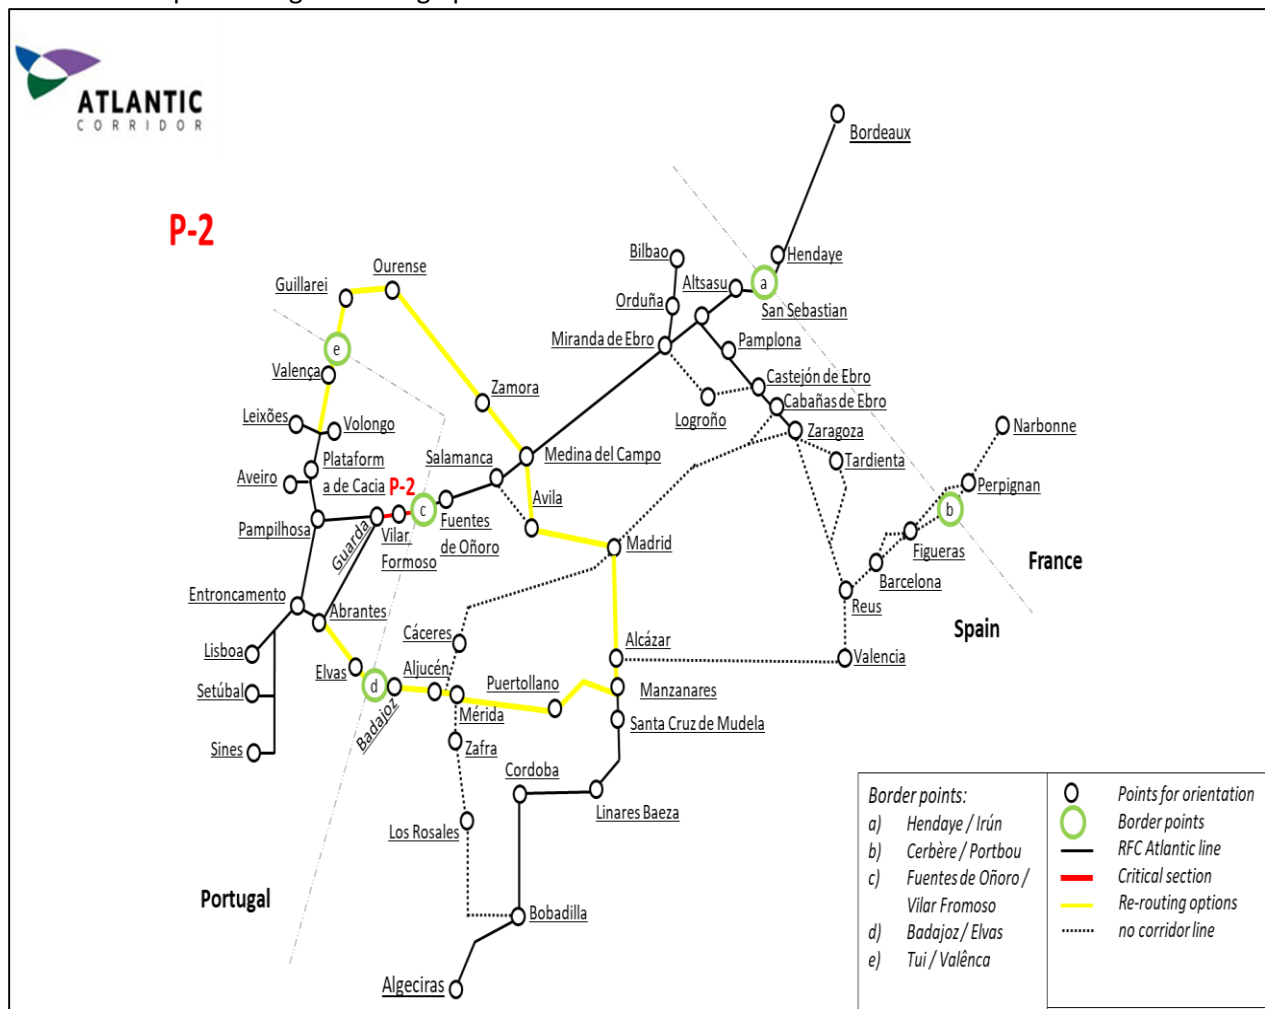 ATLANTIC
CORRIDOR
P-2
Bordeaux
Hendaye
a
San Sebastian
Bilbao
Altsasu
Orduña
Miranda de Ebro
Pamplona
Castejón de Ebro
Cabañas de Ebro
Logroño
Zaragoza
Tardienta
Narbonne
Perpignan
b
Figueras
Barcelona
Reus
Valencia
France
Spain
Ourense
Guillarei
e
Valença
Zamora
Leixões
Volongo
Medina del Campo
Salamanca
Plataform
a de Cacia
Aveiro
P-2
c
Avila
Pampilhosa
Guarda
Vilar
Formoso
Fuentes
de Oñoro
Madrid
Entroncamento
Abrantes
Cáceres
Alcázar
Lisboa
Elvas
d
Badajoz
Aljucén
Mérida
Puertollano
Manzanares
Santa Cruz de Mudela
Setúbal
Sines
Zafra
Cordoba
Linares Baeza
Los Rosales
Portugal
Bobadilla
Algeciras
Border points:
a) Hendaye / Irún
b) Cerbère / Portbou
c) Fuentes de Oñoro /
Vilar Fromoso
d) Badajoz / Elvas
e) Tui / Valênca
Points for orientation
Border points
RFC Atlantic line
Critical section
Re-routing options
no corridor line